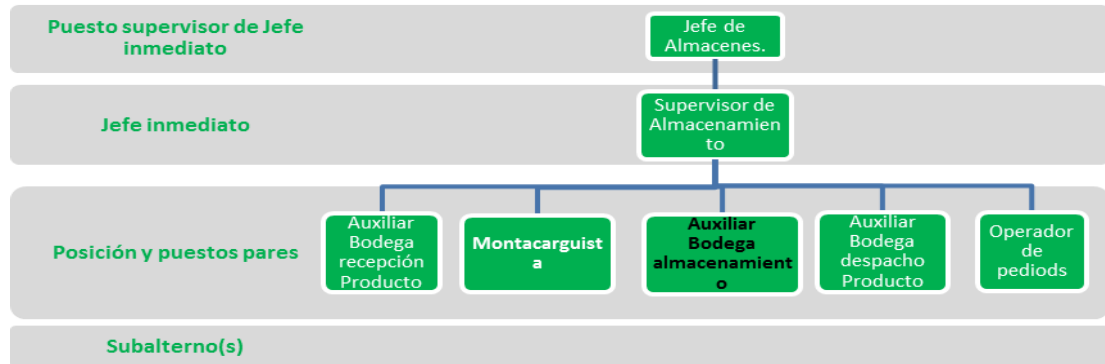 Puesto supervisor de Jefe
inmediato
Jefe de
Almacenes.
Jefe inmediato
Supervisor de
Almacenamien
to
Posición y puestos pares
Auxiliar
Bodega
recepción
Producto
Montacarguist
a
Auxiliar
Bodega
almacenamient
o
Auxiliar
Bodega
despacho
Producto
Operador
de
pediods
Subalterno(s)